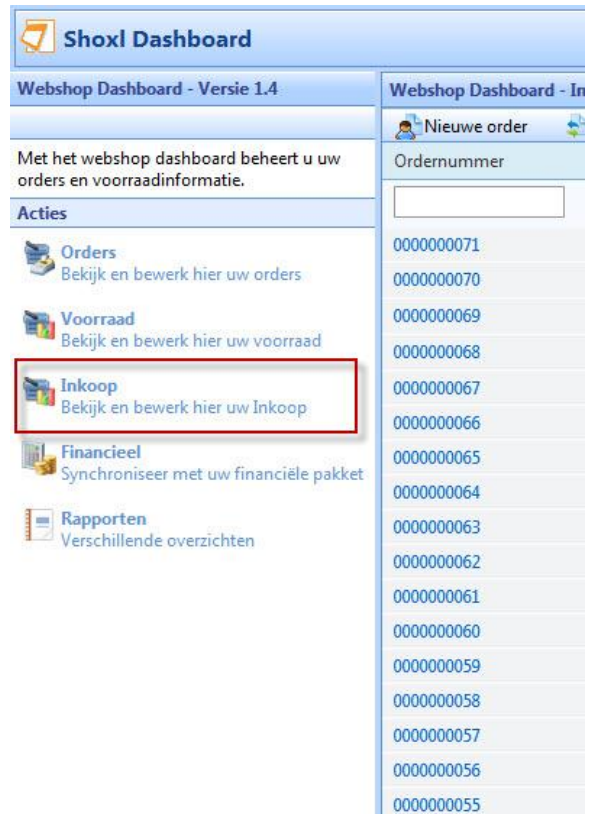 Shoxl Dashboard
Webshop Dashboard - Versie 1.4
Met het webshop dashboard beheert u uw
orders en voorraadinformatie.
Acties
Orders
Bekijk en bewerk hier uw orders
Voorraad
Bekijk en bewerk hier uw voorraad
Inkoop
Bekijk en bewerk hier uw Inkoop
Financieel
Synchroniseer met uw financiële pakket
Rapporten
Verschillende overzichten
Webshop Dashboard - In
Nieuwe order
Ordernummer
0000000071
0000000070
0000000069
0000000068
0000000067
0000000066
0000000065
0000000064
0000000063
0000000062
0000000061
0000000060
0000000059
0000000058
0000000057
0000000056
0000000055